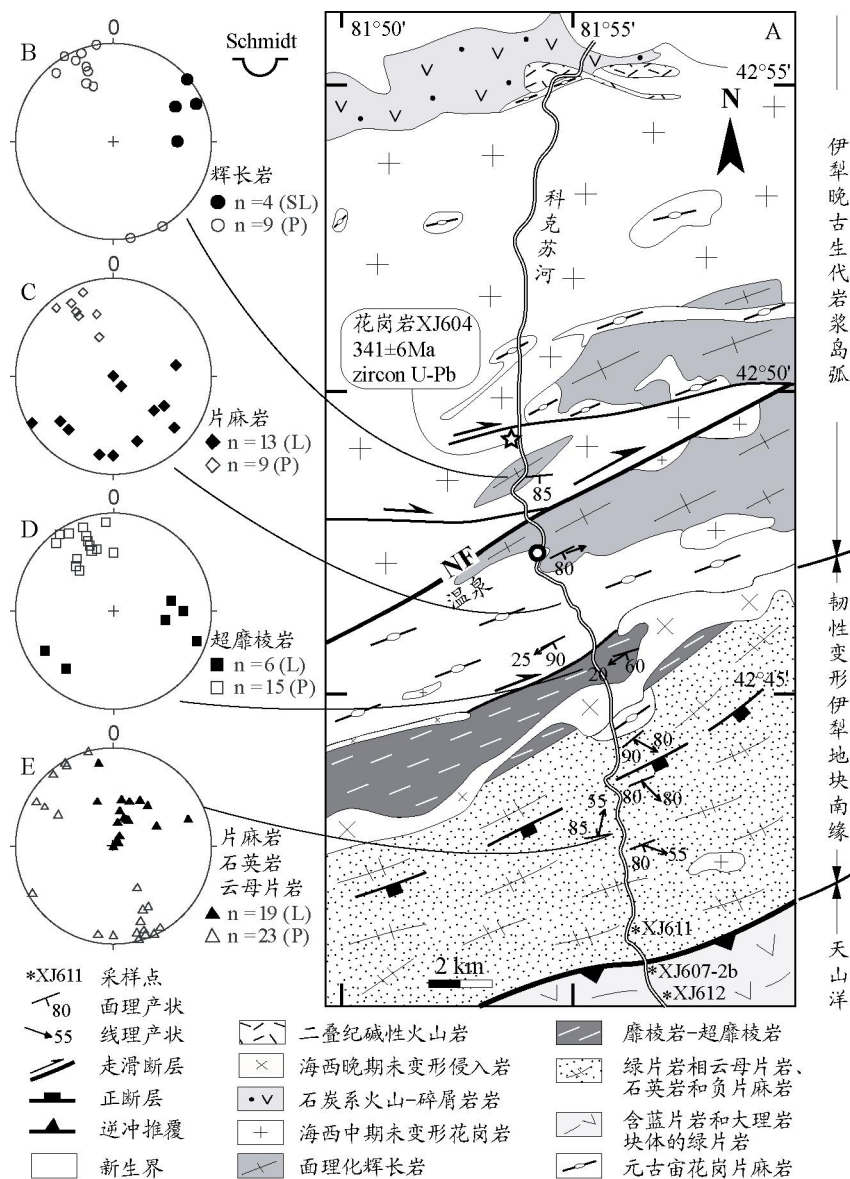 B
0
Schmidt
辉长岩
n =4 (SL)
n =9 (P)
C
0
片麻岩
n =13 (L)
n =9 (P)
D
0
超糜棱岩
n =6 (L)
n =15 (P)
E
0
片麻岩
石英岩
云母片岩
n =19 (L)
n =23 (P)
81°50'
81°55'
A
42°55'
N
科克苏河
花岗岩XJ604
341±6Ma
zircon U-Pb
42°50'
85
NF
温泉
80
25
90
20
60
42°45'
80
90
80
80
55
85
80
55
*XJ611
*XJ607-2b
*XJ612
2 km
伊犁晚古生代岩浆岛弧
韧性变形伊犁地块南缘
天山洋
*XJ611 采样点
80 面理产状
55 线理产状
走滑断层
正断层
逆冲推覆
新生界
二叠纪碱性火山岩
海西晚期未变形侵入岩
石炭系火山-碎屑岩岩
海西中期未变形花岗岩
面理化辉长岩
糜棱岩-超糜棱岩
绿片岩相云母片岩、
石英岩和负片麻岩
含蓝片岩和大理岩
块体的绿片岩
元古宙花岗片麻岩